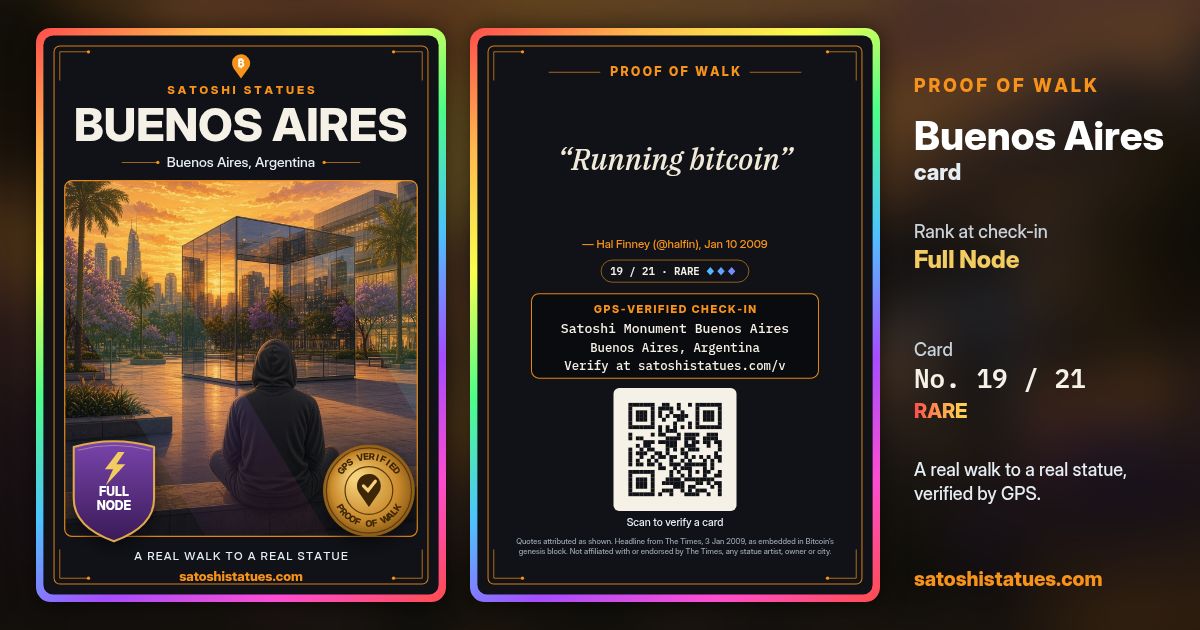 SATOSHI STATUES
BUENOS AIRES
Buenos Aires, Argentina
FULL
NODE
GPS VERIFIED
PROOF OF WALK
A REAL WALK TO A REAL STATUE
satoshistatues.com
PROOF OF WALK
“Running bitcoin”
— Hal Finney (@halfin), Jan 10 2009
19 / 21 · RARE
GPS-VERIFIED CHECK-IN
Satoshi Monument Buenos Aires
Buenos Aires, Argentina
Verify at satoshistatues.com/v
Scan to verify a card
Quotes attributed as shown. Headline from The Times, 3 Jan 2009, as embedded in Bitcoin's
genesis block. Not affiliated with or endorsed by The Times, any statue artist, owner or city.
PROOF OF WALK
Buenos Aires
card
Rank at check-in
Full Node
Card
No. 19 / 21
RARE
A real walk to a real statue,
verified by GPS.
satoshistatues.com